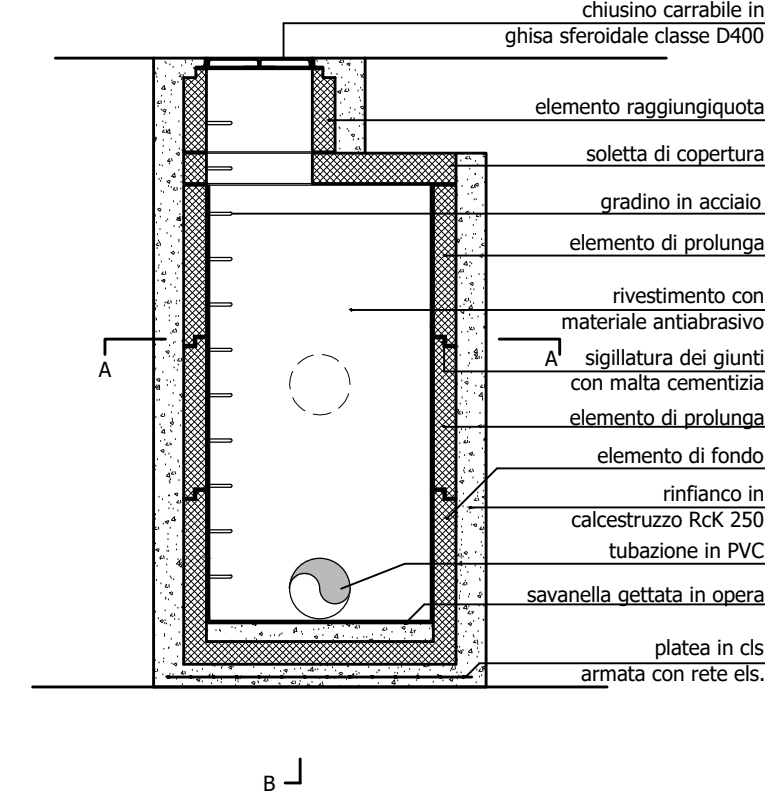 chiusino carrabile in
ghisa sferoidale classe D400
elemento raggiungiquota
soletta di copertura
gradino in acciaio
elemento di prolunga
rivestimento con
materiale antiabrasivo
A
A
sigillatura dei giunti
con malta cementizia
elemento di prolunga
elemento di fondo
rinfianco in
calcestruzzo RcK 250
tubazione in PVC
savanella gettata in opera
platea in cls
armata con rete els.
B